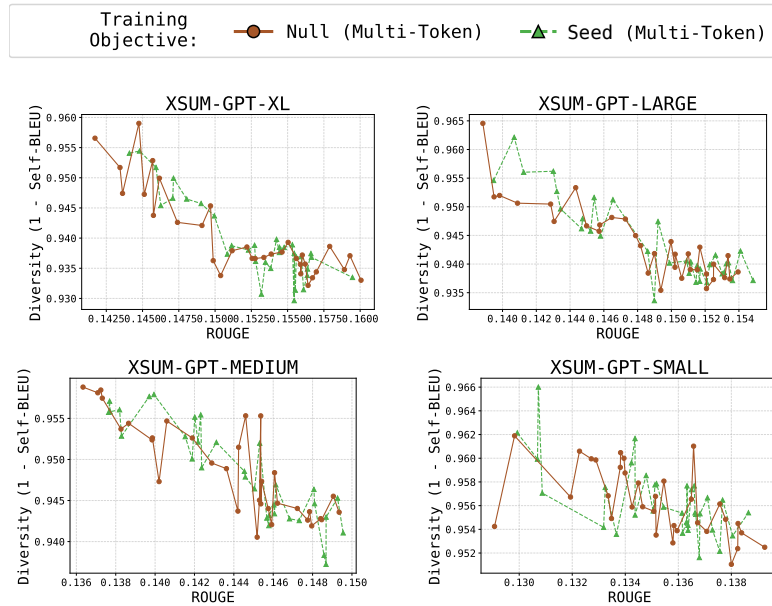 Training Objective:
Null (Multi-Token)
Seed (Multi-Token)
XSUM-GPT-XL
Diversity (1 - Self-BLEU)
0.960
0.955
0.950
0.945
0.940
0.935
0.930
0.14250 0.14500 0.14750 0.15000 0.15250 0.15500 0.15750 0.1600
ROUGE
XSUM-GPT-LARGE
Diversity (1 - Self-BLEU)
0.965
0.960
0.955
0.950
0.945
0.940
0.935
0.140 0.142 0.144 0.146 0.148 0.150 0.152 0.154
ROUGE
XSUM-GPT-MEDIUM
Diversity (1 - Self-BLEU)
0.955
0.950
0.945
0.940
0.136 0.138 0.140 0.142 0.144 0.146 0.148 0.150
ROUGE
XSUM-GPT-SMALL
Diversity (1 - Self-BLEU)
0.966
0.964
0.962
0.960
0.958
0.956
0.954
0.952
0.130 0.132 0.134 0.136 0.138
ROUGE